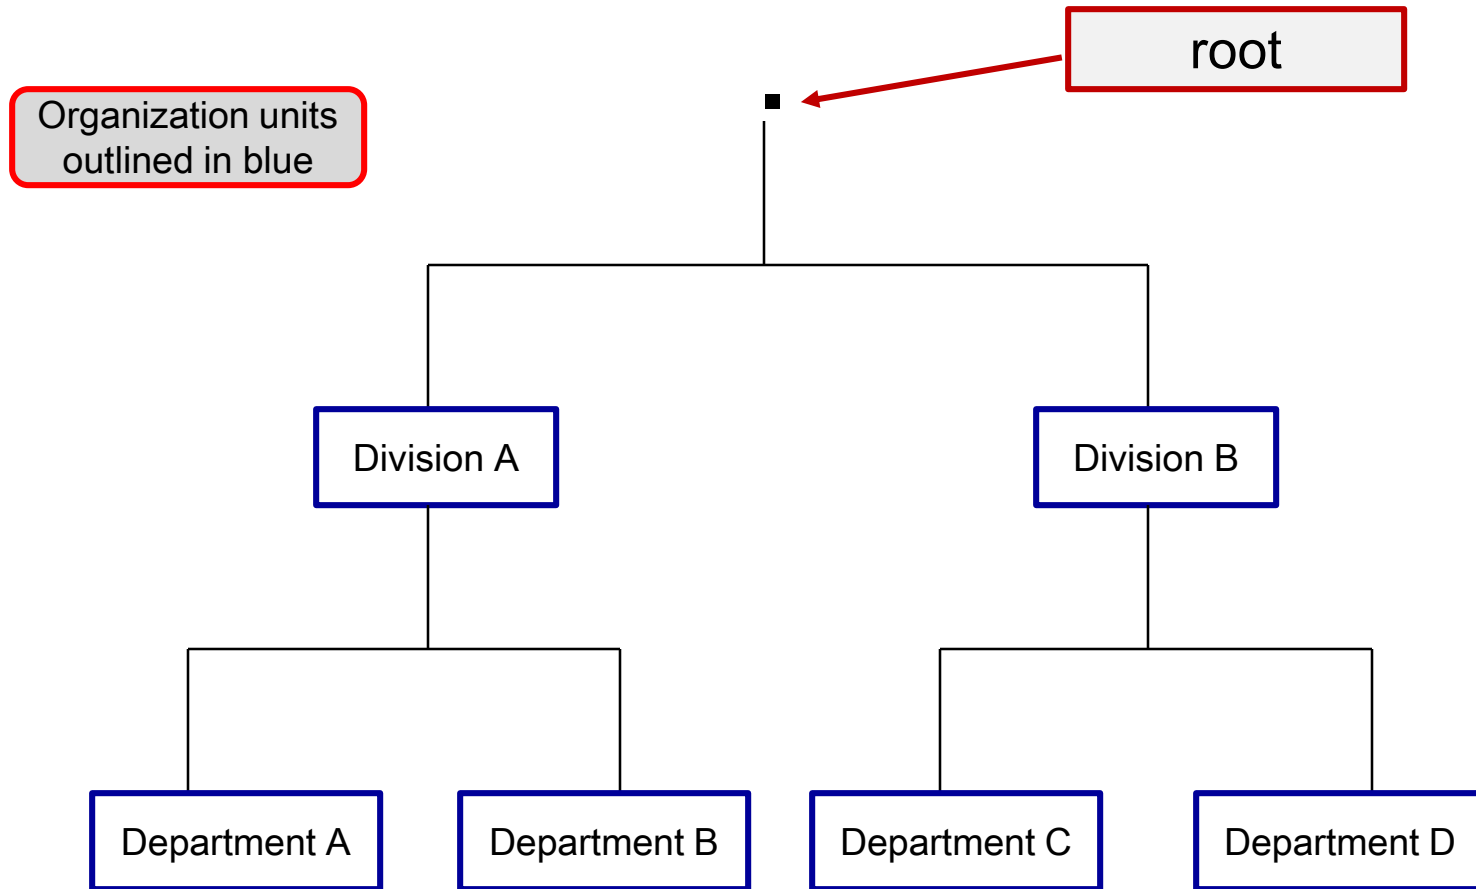 root
Organization units
outlined in blue
Division A
Division B
Department A
Department B
Department C
Department D